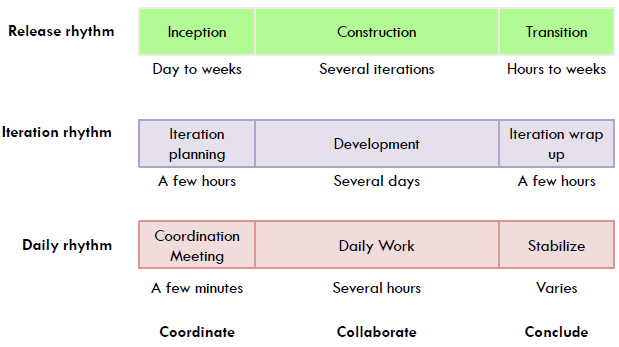 Release rhythm
Inception
Construction
Transition
Day to weeks
Several iterations
Hours to weeks
Iteration rhythm
Iteration
planning
Development
Iteration wrap
up
A few hours
Several days
A few hours
Daily rhythm
Coordination
Meeting
Daily Work
Stabilize
A few minutes
Several hours
Varies
Coordinate
Collaborate
Conclude